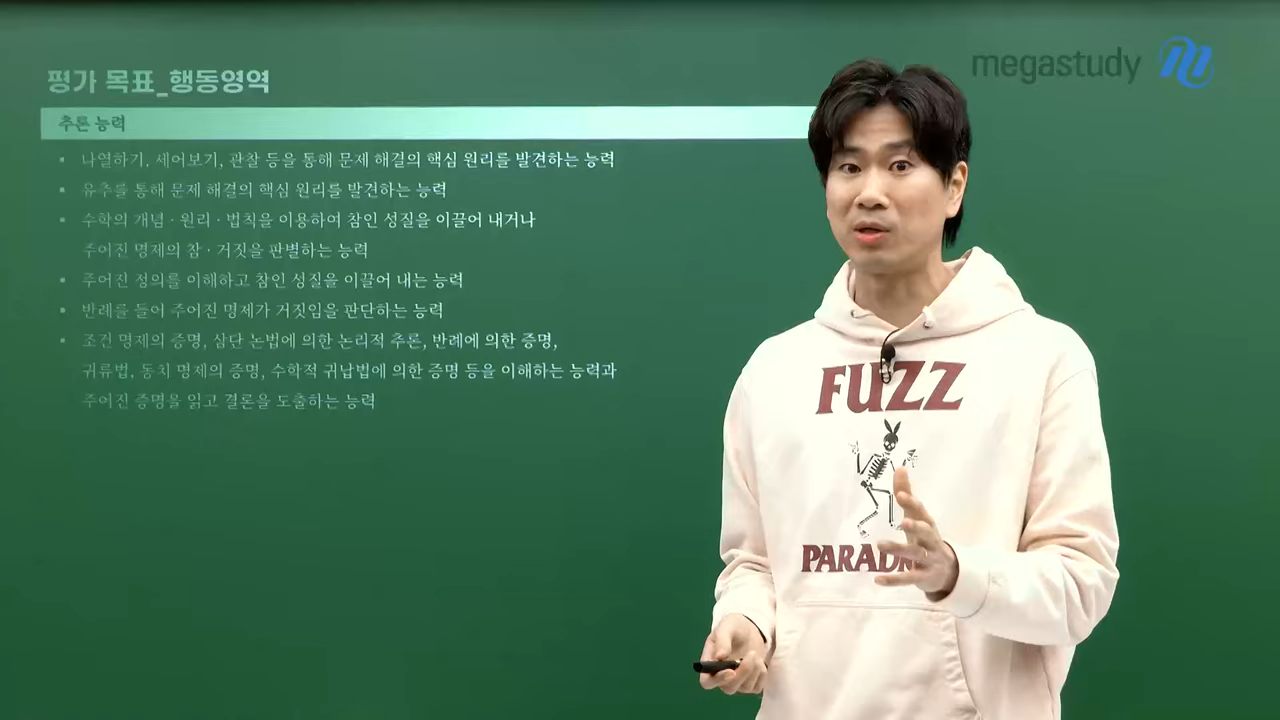 평가 목표_행동영역
megastudy
추론 능력
• 나열하기, 세어보기, 관찰 등을 통해 문제 해결의 핵심 원리를 발견하는 능력
• 유추를 통해 문제 해결의 핵심 원리를 발견하는 능력
• 수학의 개념 · 원리 · 법칙을 이용하여 참인 성질을 이끌어 내거나
주어진 명제의 참 · 거짓을 판별하는 능력
• 주어진 정의를 이해하고 참인 성질을 이끌어 내는 능력
• 반례를 들어 주어진 명제가 거짓임을 판단하는 능력
• 조건 명제의 증명, 삼단 논법에 의한 논리적 추론, 반례에 의한 증명,
귀류법, 동치 명제의 증명, 수학적 귀납법에 의한 증명 등을 이해하는 능력과
주어진 증명을 읽고 결론을 도출하는 능력
FUZZ